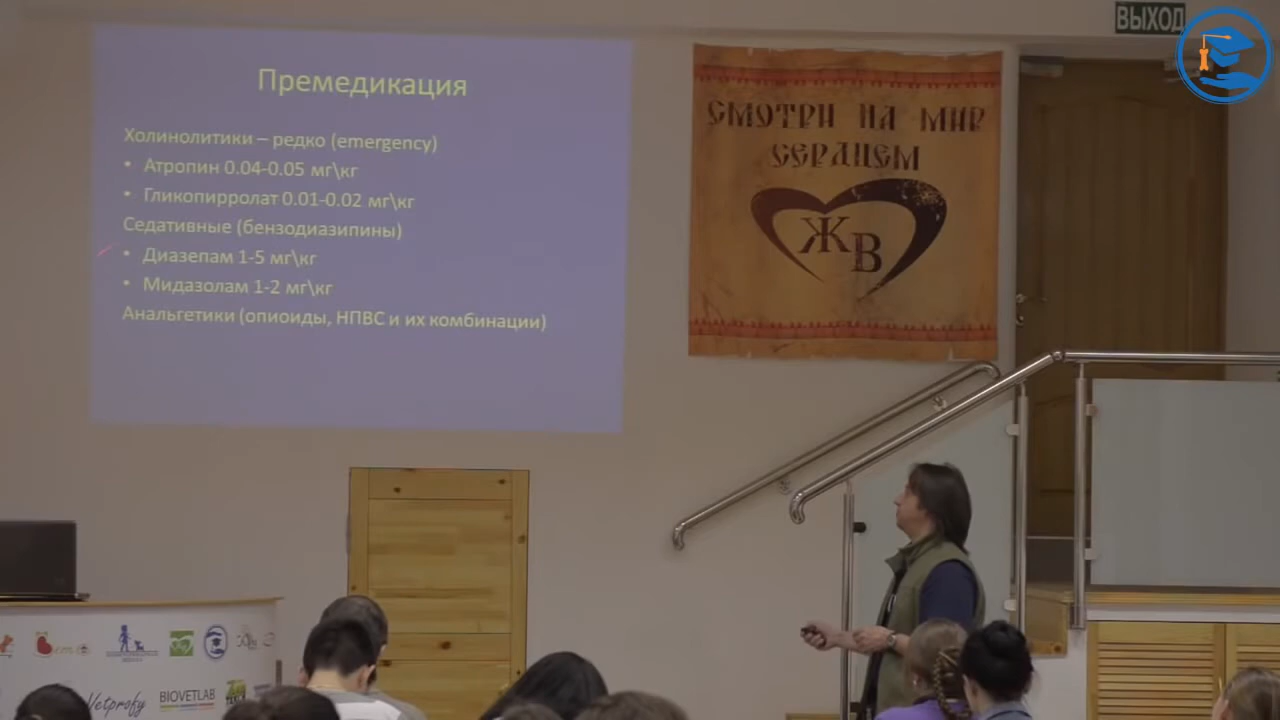 ВЫХОД
Премедикация
Холинолитики – редко (emergency)
• Атропин 0.04-0.05 мг\кг
• Гликопирролат 0.01-0.02 мг\кг
Седативные (бензодиазипины)
• Диазепам 1-5 мг\кг
• Мидазолам 1-2 мг\кг
Анальгетики (опиоиды, НПВС и их комбинации)
СМОТРИ НА МИР
СЕРДЦЕМ
ЖВ
Vetprofy
BIOVETLAB